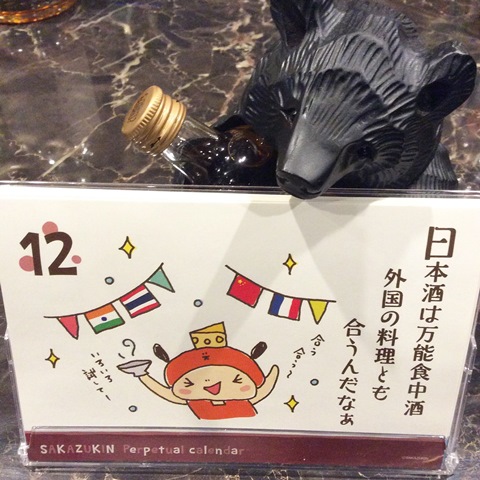 12
日本酒は万能食中酒
外国の料理とも
合うんだなぁ
合う
合う〜
いろいろ
試して〜
SAKAZUKIN Perpetual calendar